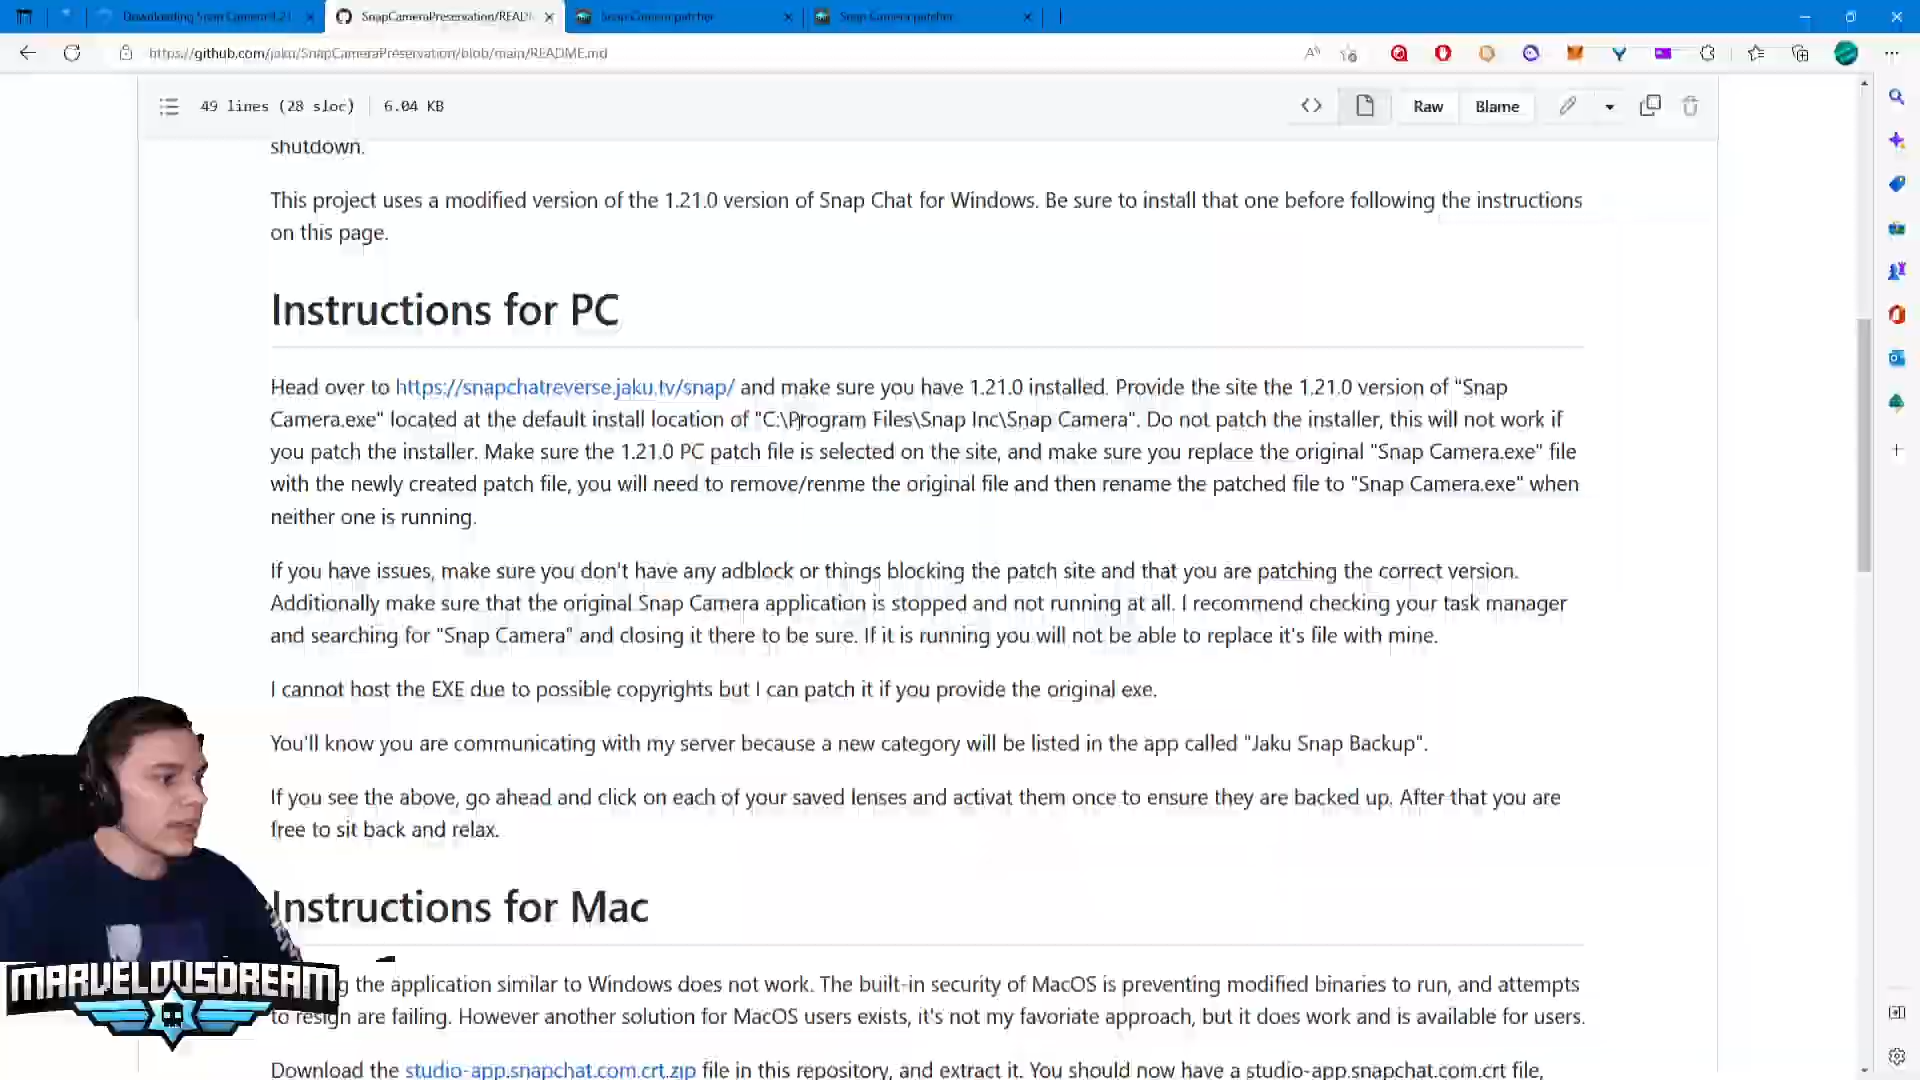 Downloading Snap Camera 1.21
SnapCameraPreservation/READ
Snap Camera patcher
Snap Camera patcher
https://github.com/jaku/SnapCameraPreservation/blob/main/README.md
49 lines (28 sloc) 6.04 KB
Raw Blame
shutdown.
This project uses a modified version of the 1.21.0 version of Snap Chat for Windows. Be sure to install that one before following the instructions
on this page.
Instructions for PC
Head over to https://snapchatreverse.jaku.tv/snap/ and make sure you have 1.21.0 installed. Provide the site the 1.21.0 version of "Snap
Camera.exe" located at the default install location of "C:\Program Files\Snap Inc\Snap Camera". Do not patch the installer, this will not work if
you patch the installer. Make sure the 1.21.0 PC patch file is selected on the site, and make sure you replace the original "Snap Camera.exe" file
with the newly created patch file, you will need to remove/renme the original file and then rename the patched file to "Snap Camera.exe" when
neither one is running.
If you have issues, make sure you don't have any adblock or things blocking the patch site and that you are patching the correct version.
Additionally make sure that the original Snap Camera application is stopped and not running at all. I recommend checking your task manager
and searching for "Snap Camera" and closing it there to be sure. If it is running you will not be able to replace it's file with mine.
I cannot host the EXE due to possible copyrights but I can patch it if you provide the original exe.
You'll know you are communicating with my server because a new category will be listed in the app called "Jaku Snap Backup".
If you see the above, go ahead and click on each of your saved lenses and activat them once to ensure they are backed up. After that you are
free to sit back and relax.
Instructions for Mac
the application similar to Windows does not work. The built-in security of MacOS is preventing modified binaries to run, and attempts
to resign are failing. However another solution for MacOS users exists, it's not my favoriate approach, but it does work and is available for users.
Download the studio-app.snapchat.com.crt.zip file in this repository, and extract it. You should now have a studio-app.snapchat.com.crt file,
MARVELOUSDREAM